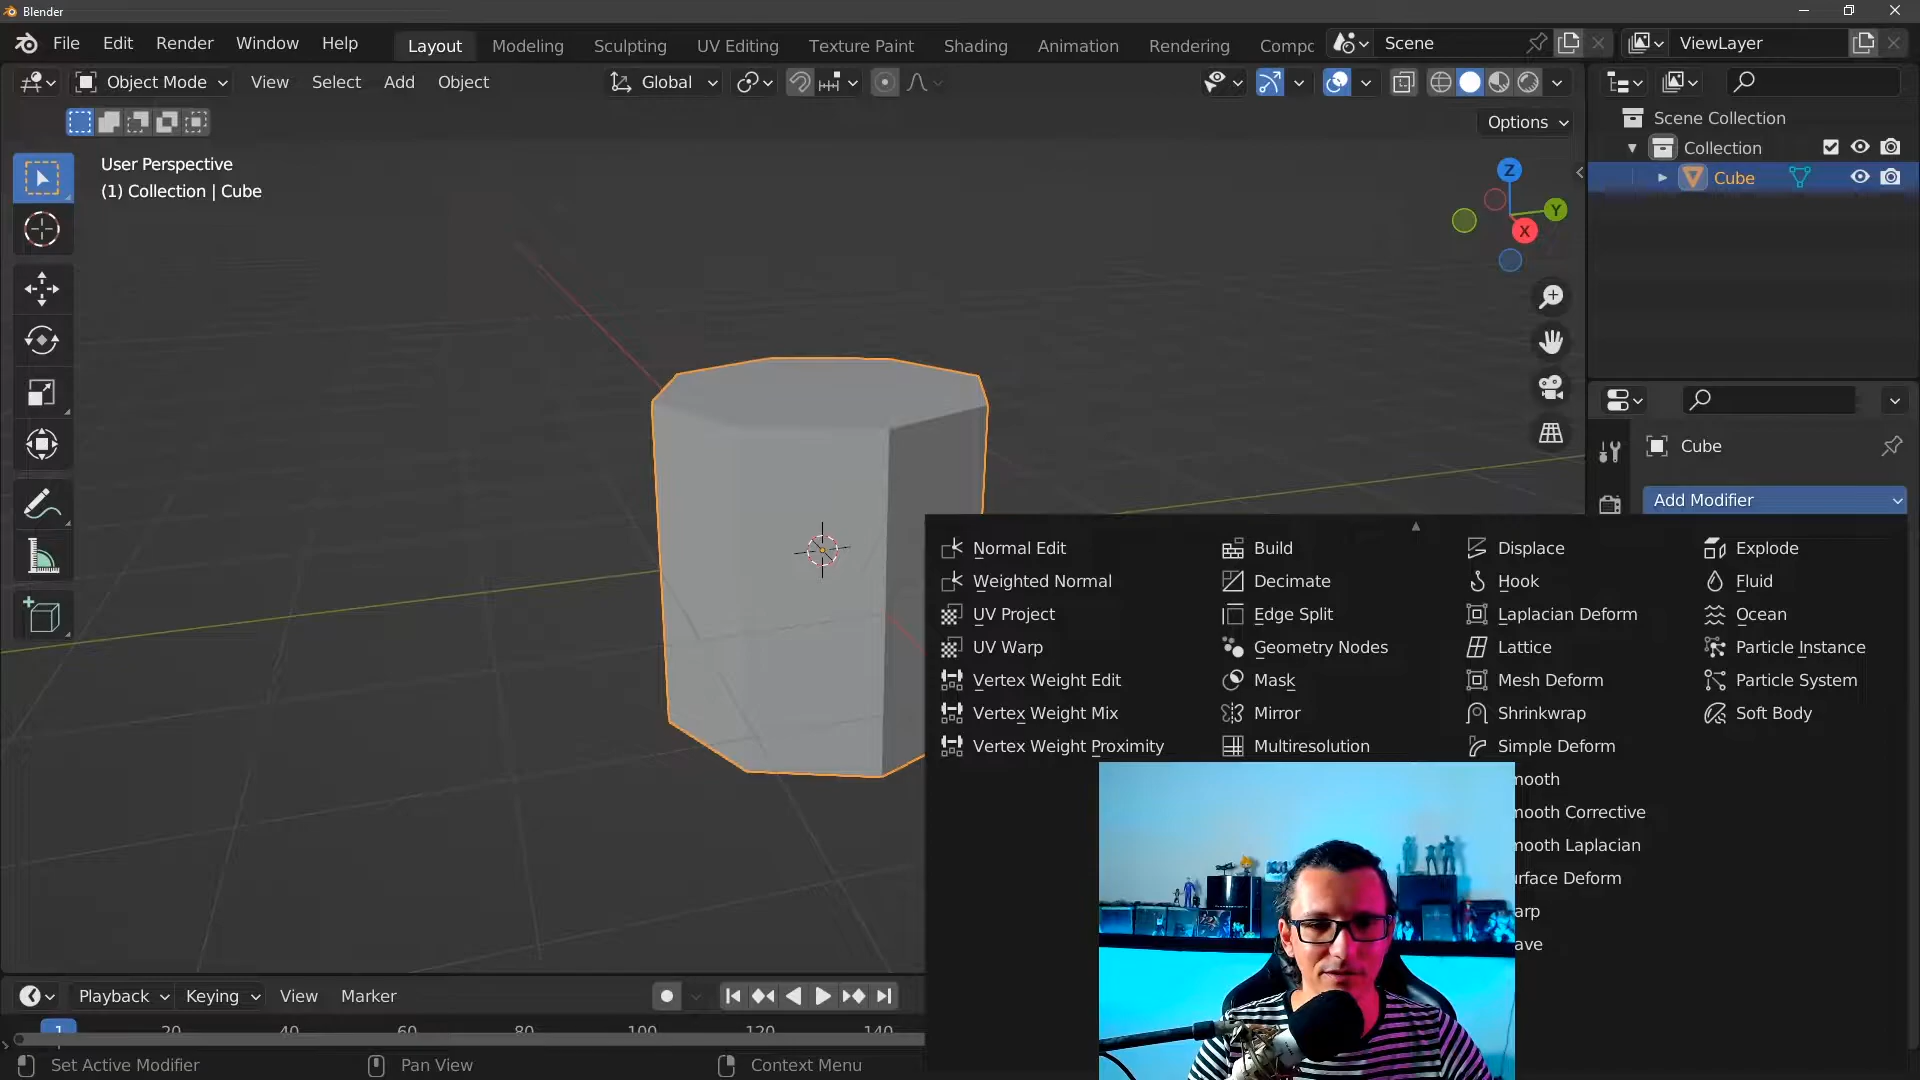 Blender
File Edit Render Window Help Layout Modeling Sculpting UV Editing Texture Paint Shading Animation Rendering Compc Scene ViewLayer
Object Mode View Select Add Object Global
Options
User Perspective
(1) Collection | Cube
Z
Y
X
Scene Collection
Collection
Cube
Cube
Add Modifier
Normal Edit Build Displace Explode
Weighted Normal Decimate Hook Fluid
UV Project Edge Split Laplacian Deform Ocean
UV Warp Geometry Nodes Lattice Particle Instance
Vertex Weight Edit Mask Mesh Deform Particle System
Vertex Weight Mix Mirror Shrinkwrap Soft Body
Vertex Weight Proximity Multiresolution Simple Deform
mooth
mooth Corrective
mooth Laplacian
urface Deform
arp
ave
Playback Keying View Marker
1 20 40 60 80 100 120 140
Set Active Modifier Pan View Context Menu